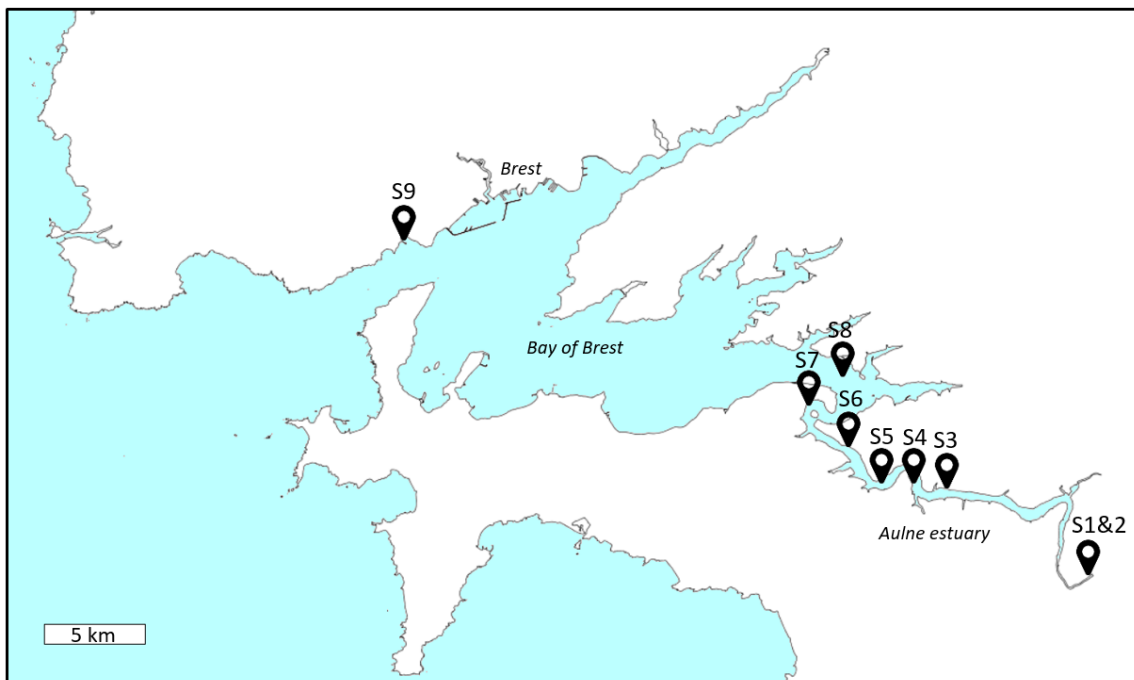 Brest
S9
Bay of Brest
S8
S7
S6
S5
S4
S3
Aulne estuary
S1&2
5 km